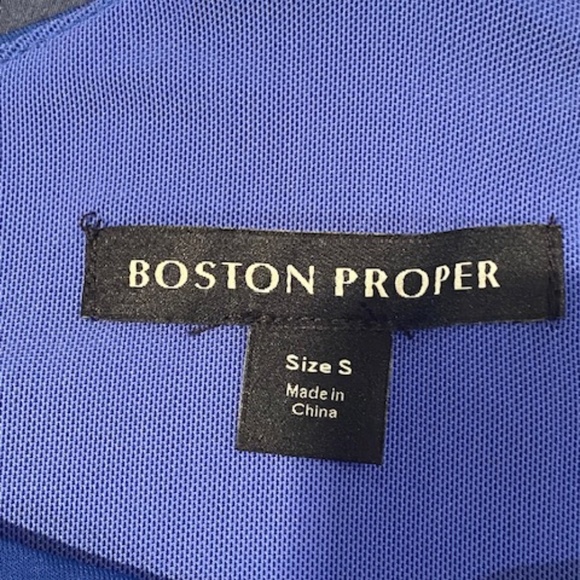 BOSTON PROPER
Size S
Made in
China